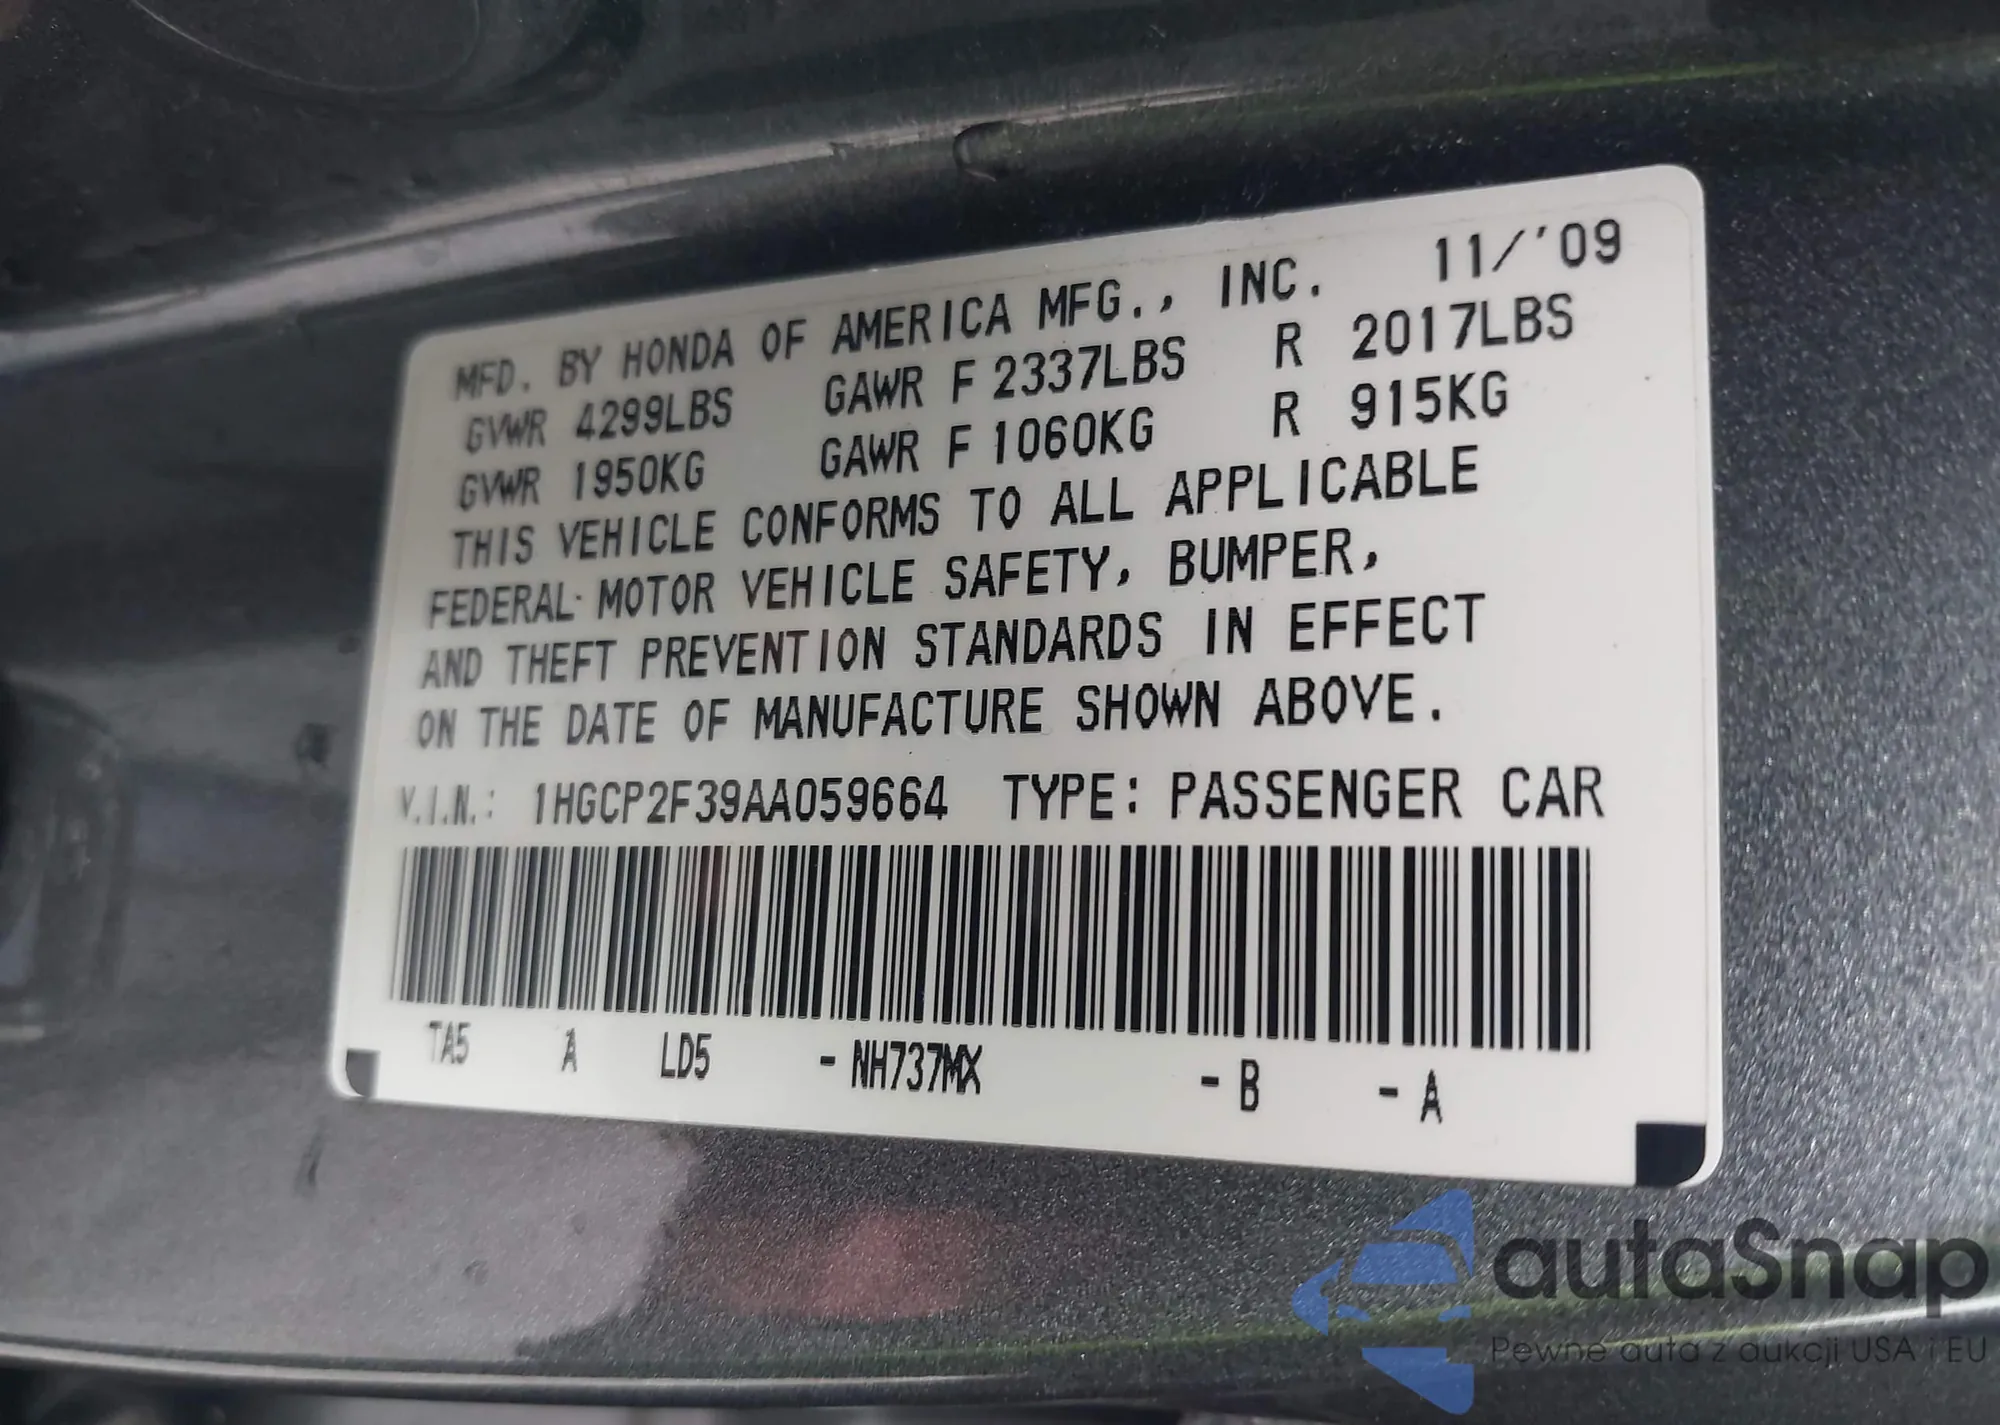 MFD. BY HONDA OF AMERICA MFG., INC. 11/'09
GVWR 4299LBS GAWR F 2337LBS R 2017LBS
GVWR 1950KG GAWR F 1060KG R 915KG
THIS VEHICLE CONFORMS TO ALL APPLICABLE
FEDERAL MOTOR VEHICLE SAFETY, BUMPER,
AND THEFT PREVENTION STANDARDS IN EFFECT
ON THE DATE OF MANUFACTURE SHOWN ABOVE.
V.I.N.: 1HGCP2F39AA059664 TYPE: PASSENGER CAR
TA5 A LD5 -NH737MX -B -A
autaSnap
Pewne auta z aukcji USA i EU